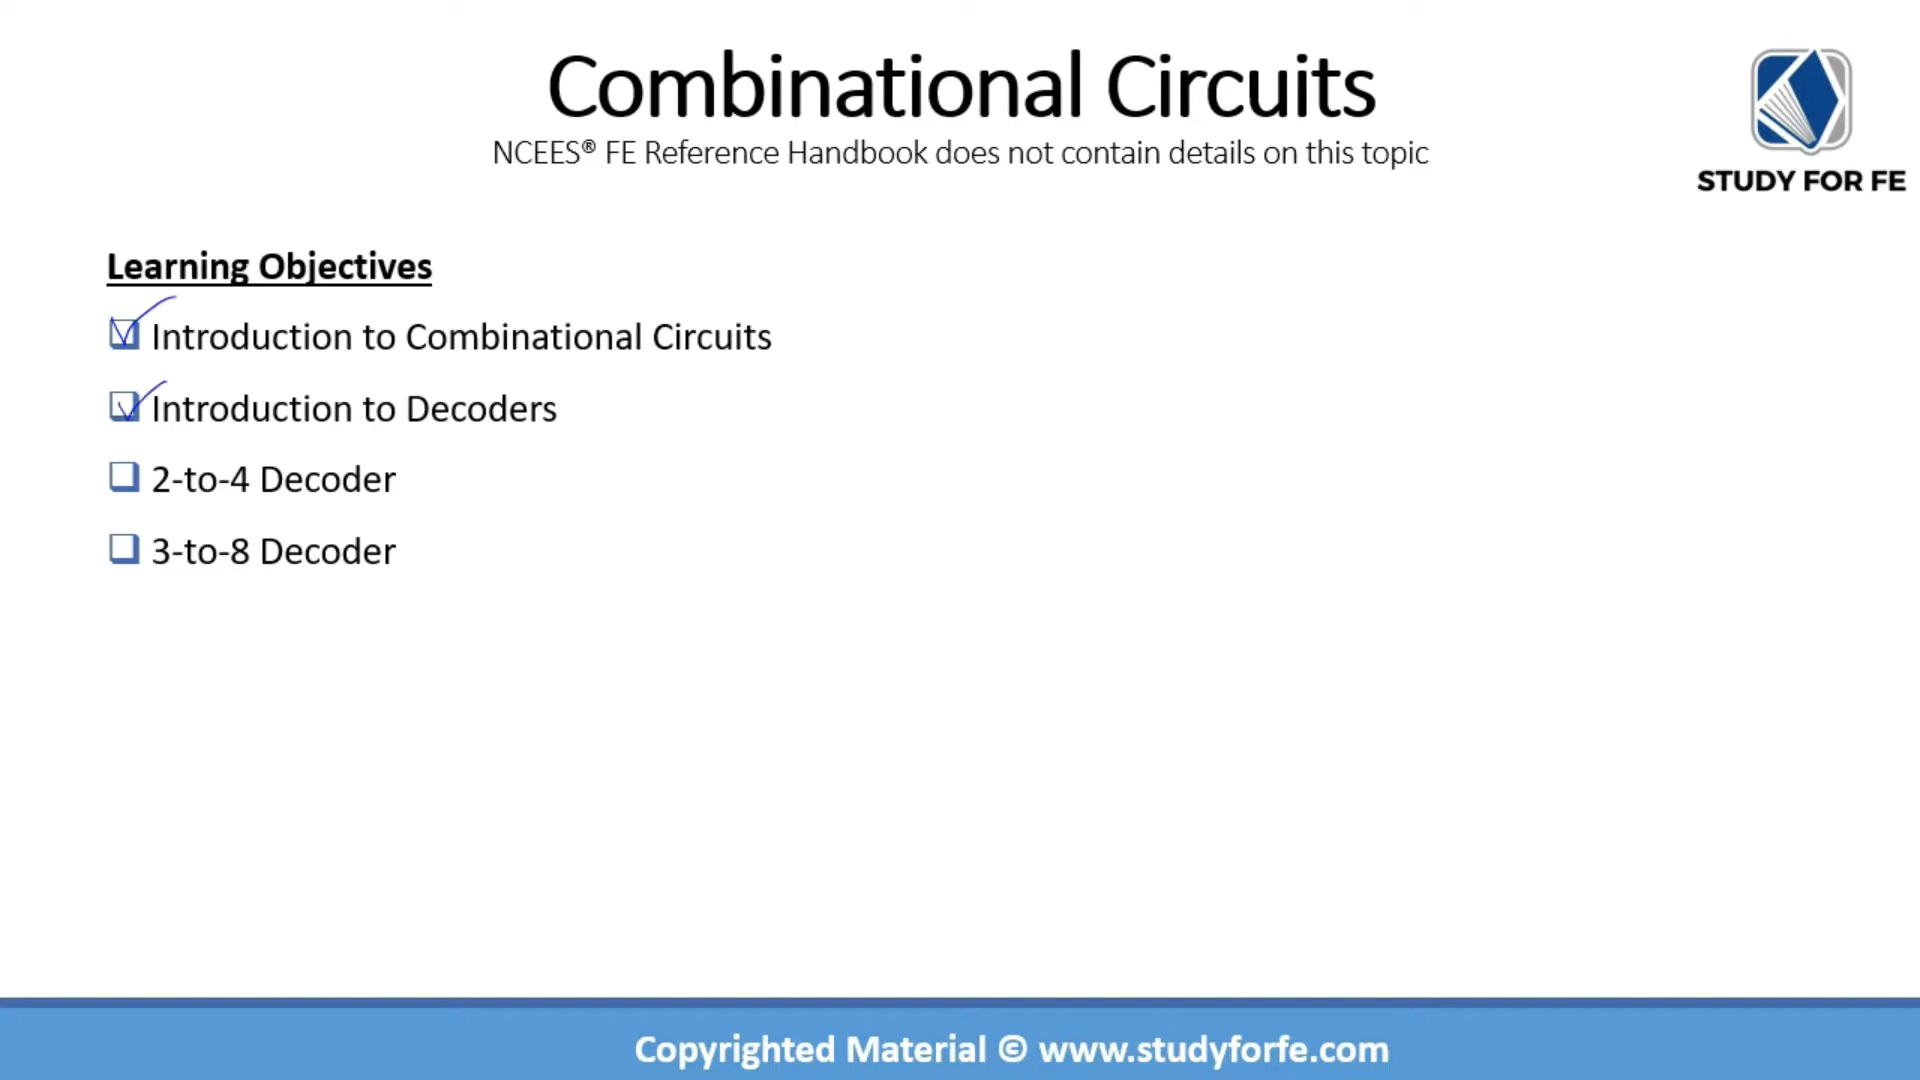 Combinational Circuits
NCEES® FE Reference Handbook does not contain details on this topic
STUDY FOR FE
Learning Objectives
Introduction to Combinational Circuits
Introduction to Decoders
2-to-4 Decoder
3-to-8 Decoder
Copyrighted Material © www.studyforfe.com